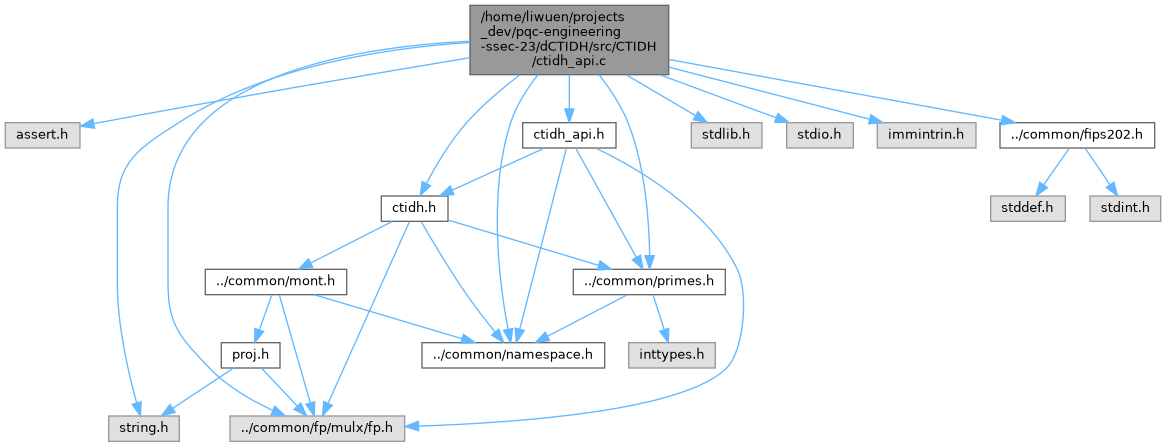 /home/liwuen/projects
_dev/pqc-engineering
-ssec-23/dCTIDH/src/CTIDH
/ctidh_api.c
assert.h
ctidh_api.h
stdlib.h
stdio.h
immintrin.h
../common/fips202.h
ctidh.h
stddef.h
stdint.h
../common/mont.h
../common/primes.h
proj.h
../common/namespace.h
inttypes.h
string.h
../common/fp/mulx/fp.h